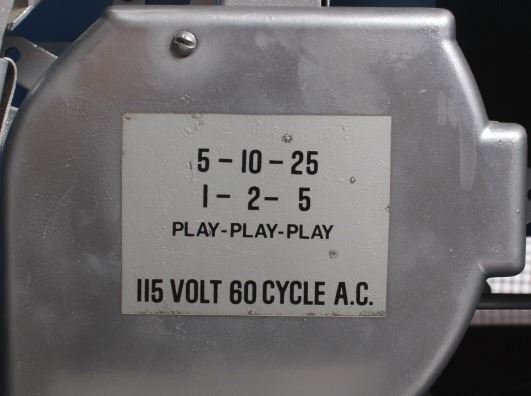 5-10-25
1-2-5
PLAY-PLAY-PLAY
115 VOLT 60 CYCLE A.C.